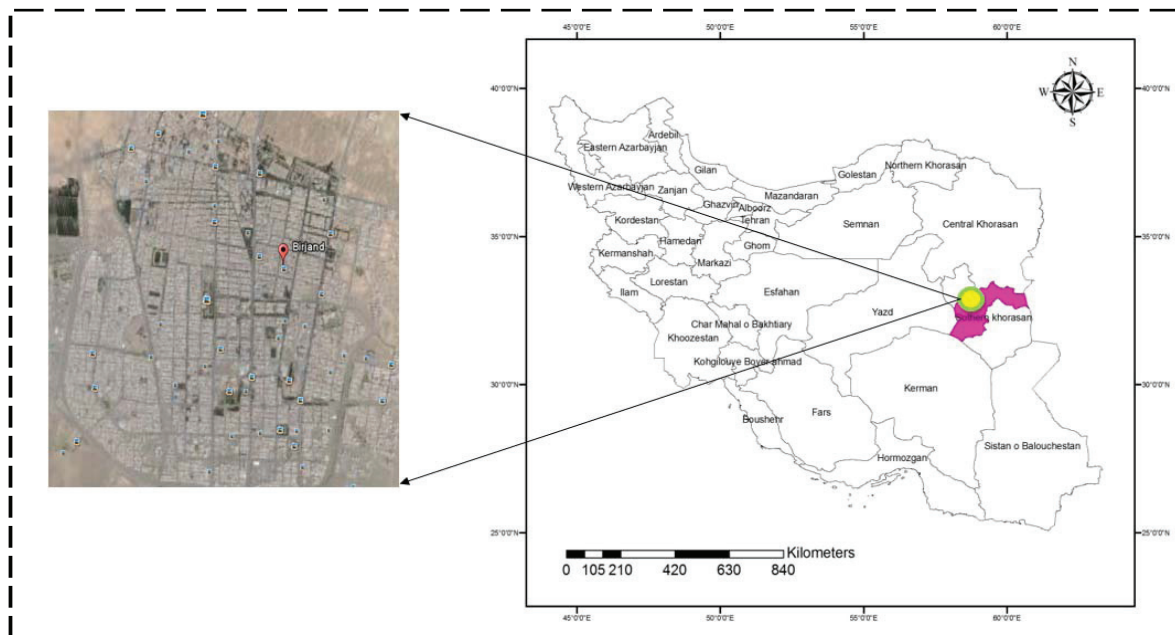 45°0'0"E 50°0'0"E 55°0'0"E 60°0'0"E
40°0'0"N 40°0'0"N
N
W E
S
Ardebil
Eastern Azarbayjan
Gilan
Northern Khorasan
Golestan
Western Azarbayjan
Zanjan
Mazandaran
Ghazvin
Alboorz
Tehran
Semnan
Central Khorasan
Kordestan
35°0'0"N 35°0'0"N
Hamedan
Ghom
Kermanshah
Markazi
Birjand
Lorestan
Ilam
Esfahan
Yazd
Sothern khorasan
Char Mahal o Bakhtiary
Khoozestan
Kohgilouye Boyer ahmad
30°0'0"N 30°0'0"N
Kerman
Boushehr
Fars
Sistan o Balouchestan
Hormozgan
25°0'0"N 25°0'0"N
Kilometers
0 105 210 420 630 840
45°0'0"E 50°0'0"E 55°0'0"E 60°0'0"E